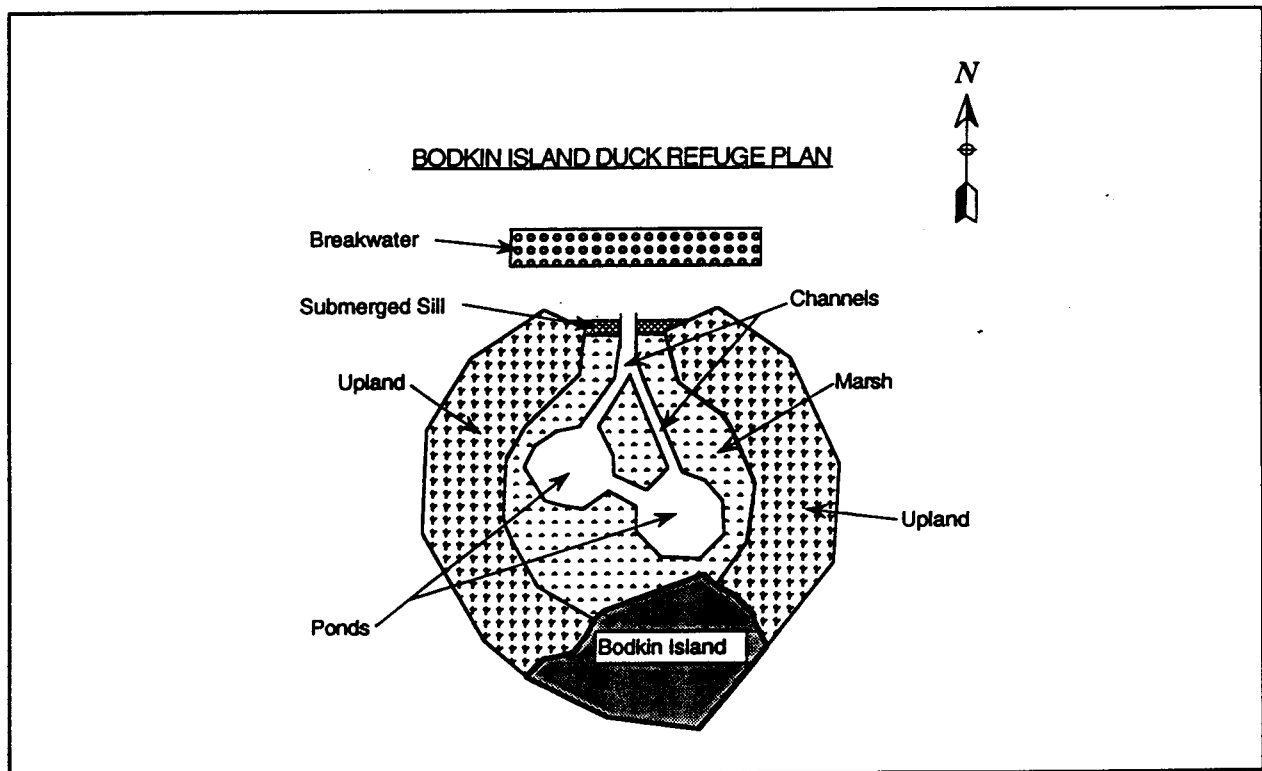 N
BODKIN ISLAND DUCK REFUGE PLAN
Breakwater
Submerged Sill
Channels
Upland
Marsh
Upland
Ponds
Bodkin Island